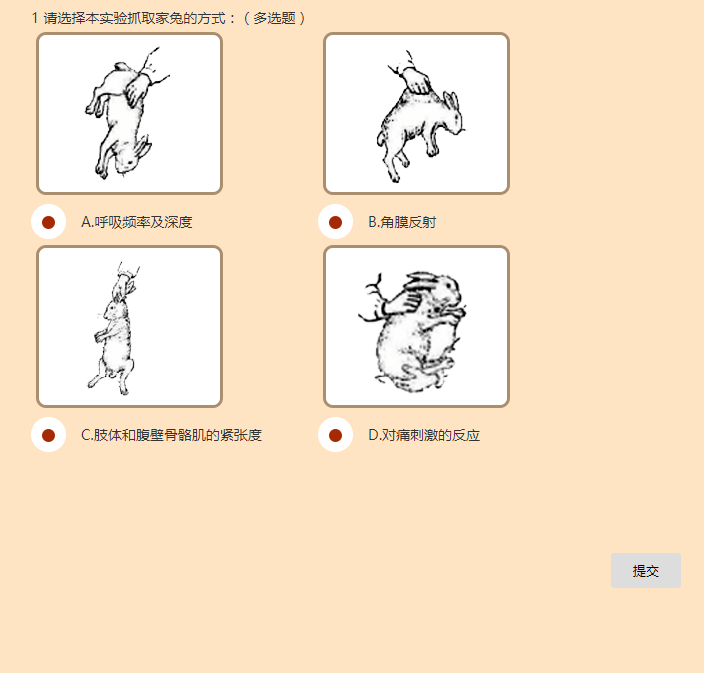 1 请选择本实验抓取家兔的方式：（多选题）
A.呼吸频率及深度
B.角膜反射
C.肢体和腹壁骨骼肌的紧张度
D.对痛刺激的反应
提交